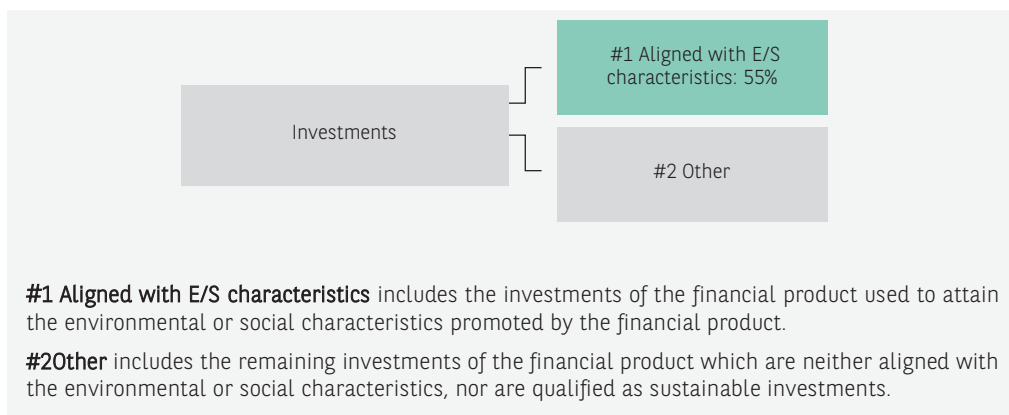 #1 Aligned with E/S
characteristics: 55%
Investments
#2 Other
#1 Aligned with E/S characteristics includes the investments of the financial product used to attain
the environmental or social characteristics promoted by the financial product.
#2Other includes the remaining investments of the financial product which are neither aligned with
the environmental or social characteristics, nor are qualified as sustainable investments.